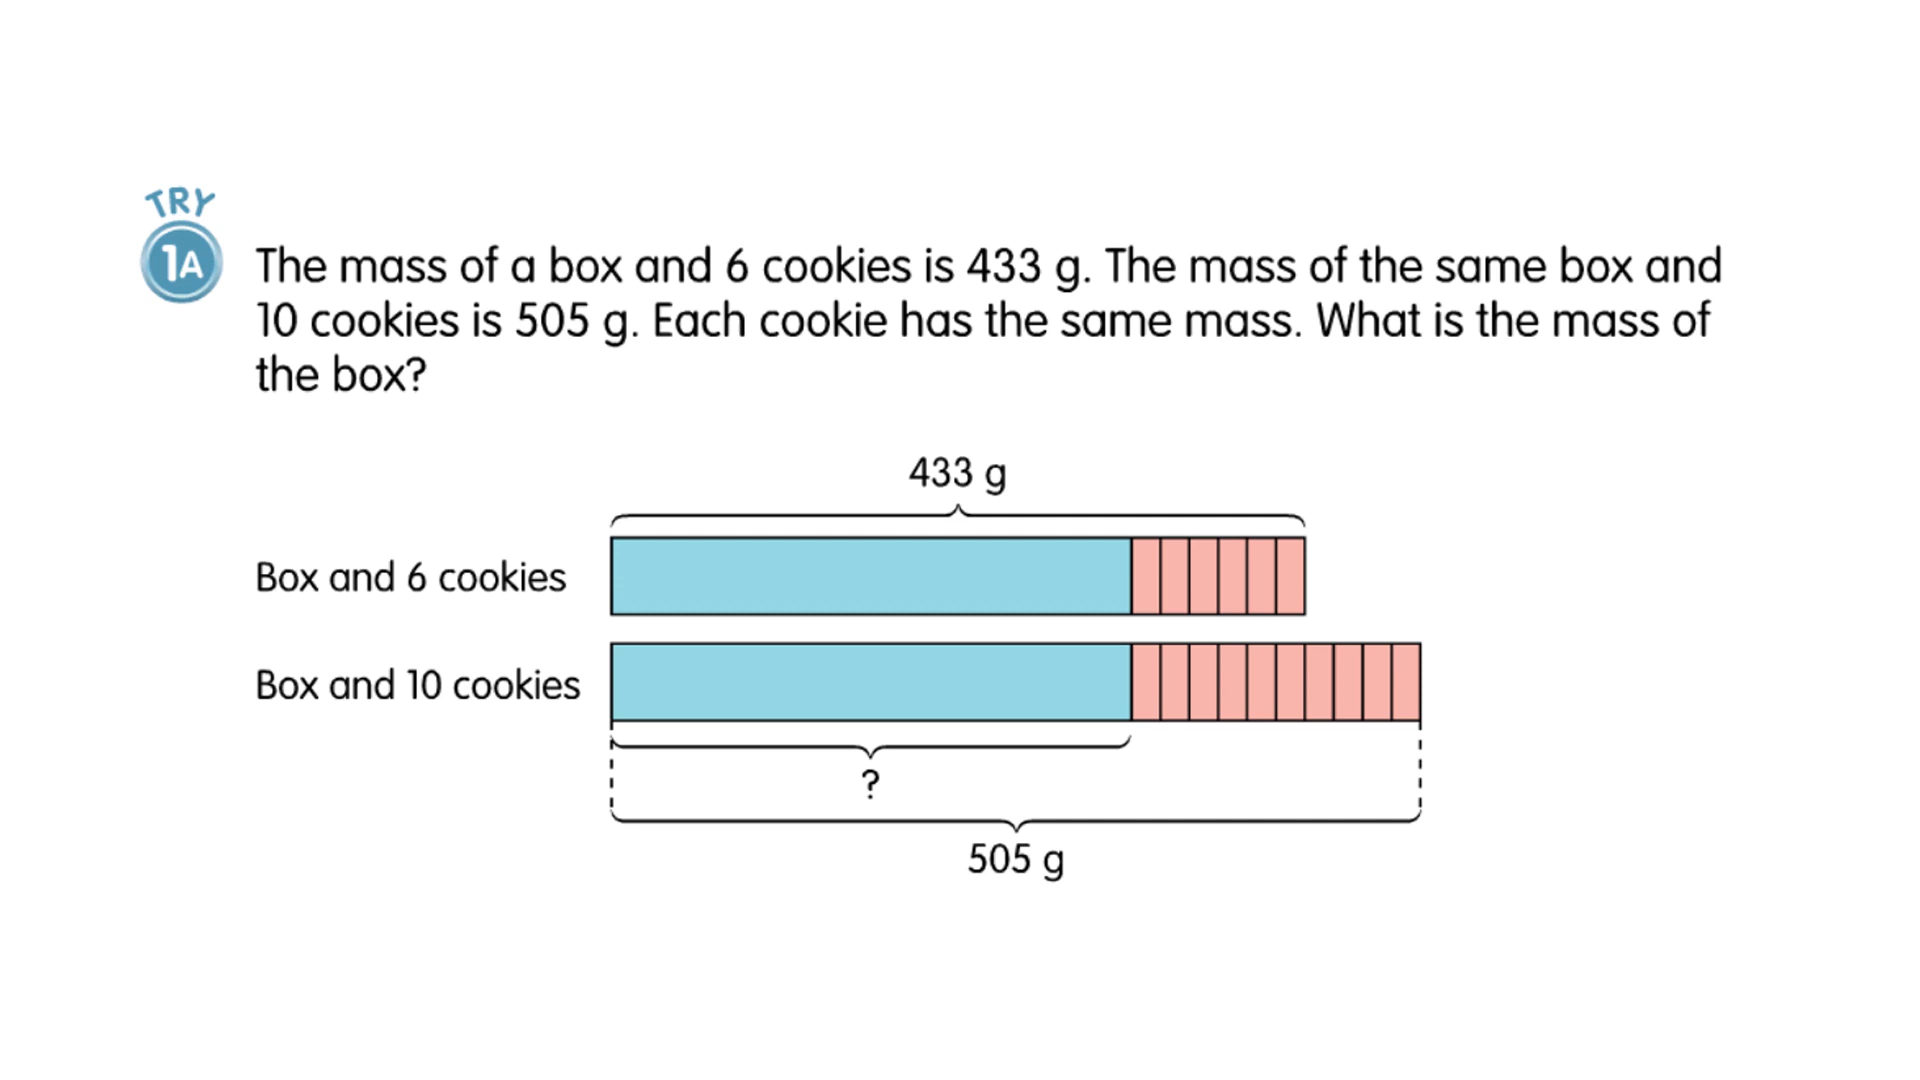 TRY
1A
The mass of a box and 6 cookies is 433 g. The mass of the same box and
10 cookies is 505 g. Each cookie has the same mass. What is the mass of
the box?
433 g
Box and 6 cookies
Box and 10 cookies
?
505 g